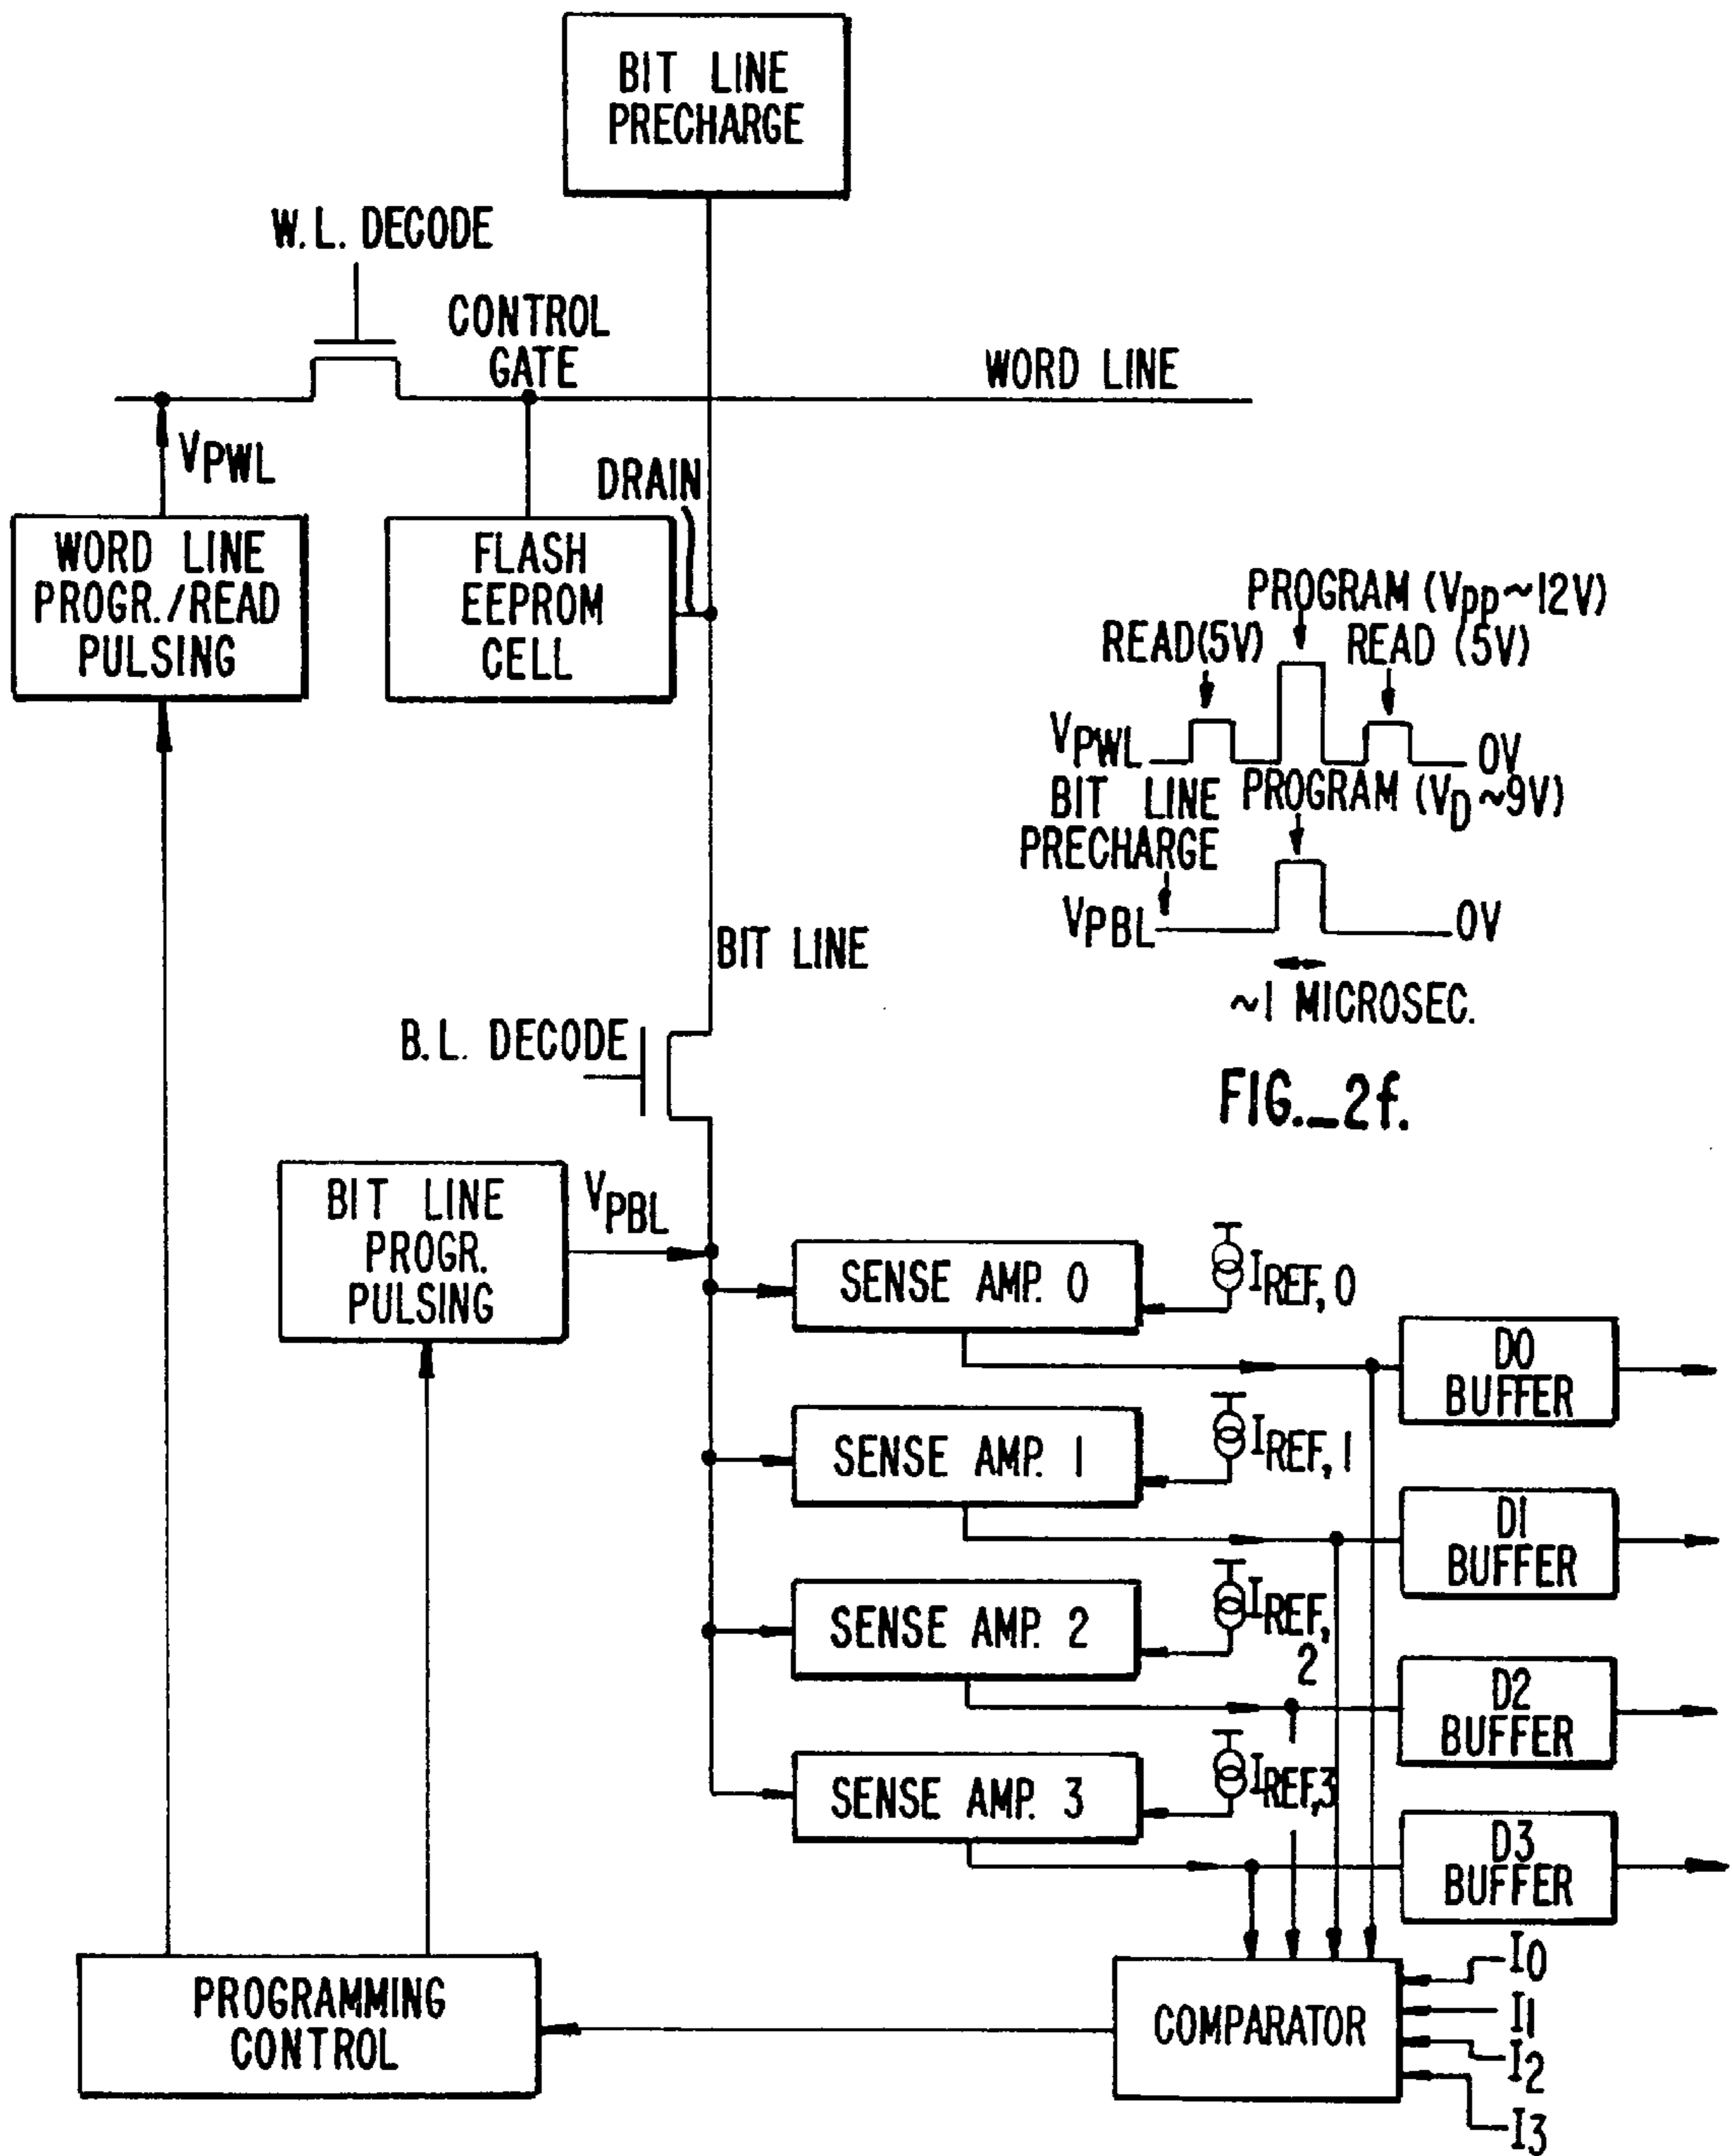 BIT LINE
PRECHARGE
W.L. DECODE
CONTROL
GATE
WORD LINE
VPWL
DRAIN
WORD LINE
PROGR./READ
PULSING
FLASH
EEPROM
CELL
PROGRAM (Vpp~12V)
READ(5V) READ (5V)
VPWL 0V
BIT LINE
PRECHARGE
PROGRAM (VD~9V)
VPBL 0V
~1 MICROSEC.
BIT LINE
B.L. DECODE
FIG._2f.
BIT LINE
PROGR.
PULSING
VPBL
SENSE AMP. 0
IREF, 0
D0
BUFFER
SENSE AMP. 1
IREF, 1
D1
BUFFER
SENSE AMP. 2
IREF, 2
D2
BUFFER
SENSE AMP. 3
IREF,3
D3
BUFFER
PROGRAMMING
CONTROL
COMPARATOR
I0
I1
I2
I3